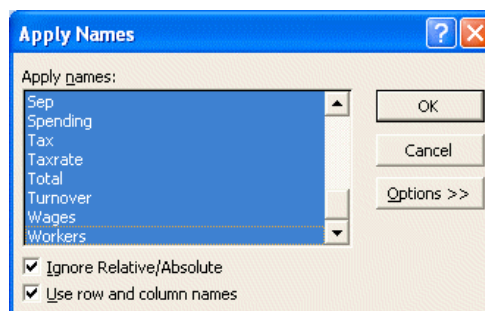 Apply Names
Apply names:
Sep
Spending
Tax
Taxrate
Total
Turnover
Wages
Workers
OK
Cancel
Options >>
Ignore Relative/Absolute
Use row and column names